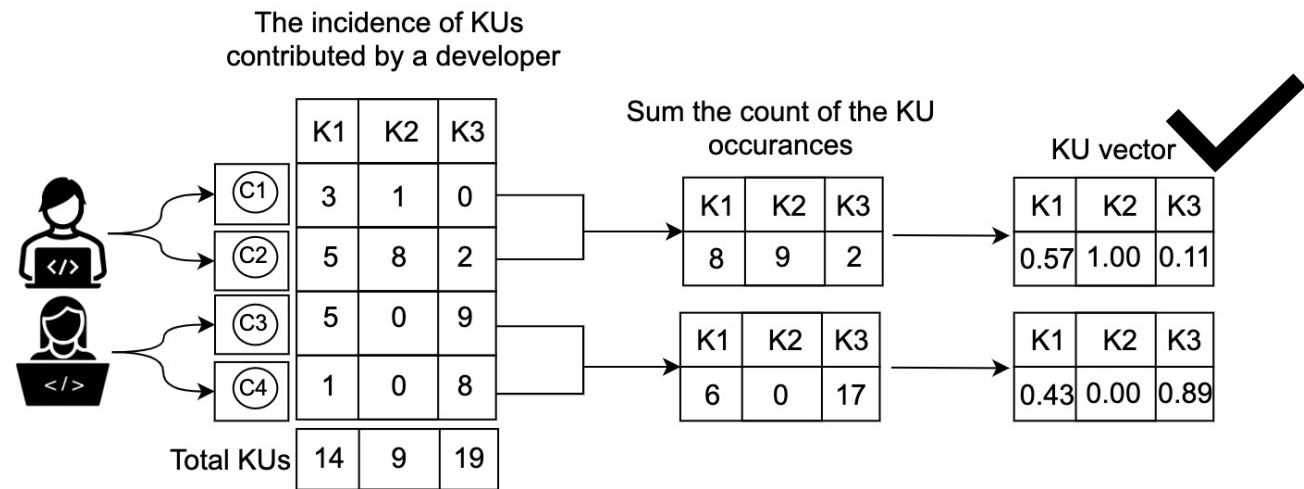 The incidence of KUs
contributed by a developer
K1 K2 K3
C1 3 1 0
C2 5 8 2
C3 5 0 9
C4 1 0 8
Total KUs 14 9 19
</>
</>
Sum the count of the KU
occurances
K1 K2 K3
8 9 2
K1 K2 K3
6 0 17
KU vector
K1 K2 K3
0.57 1.00 0.11
K1 K2 K3
0.43 0.00 0.89